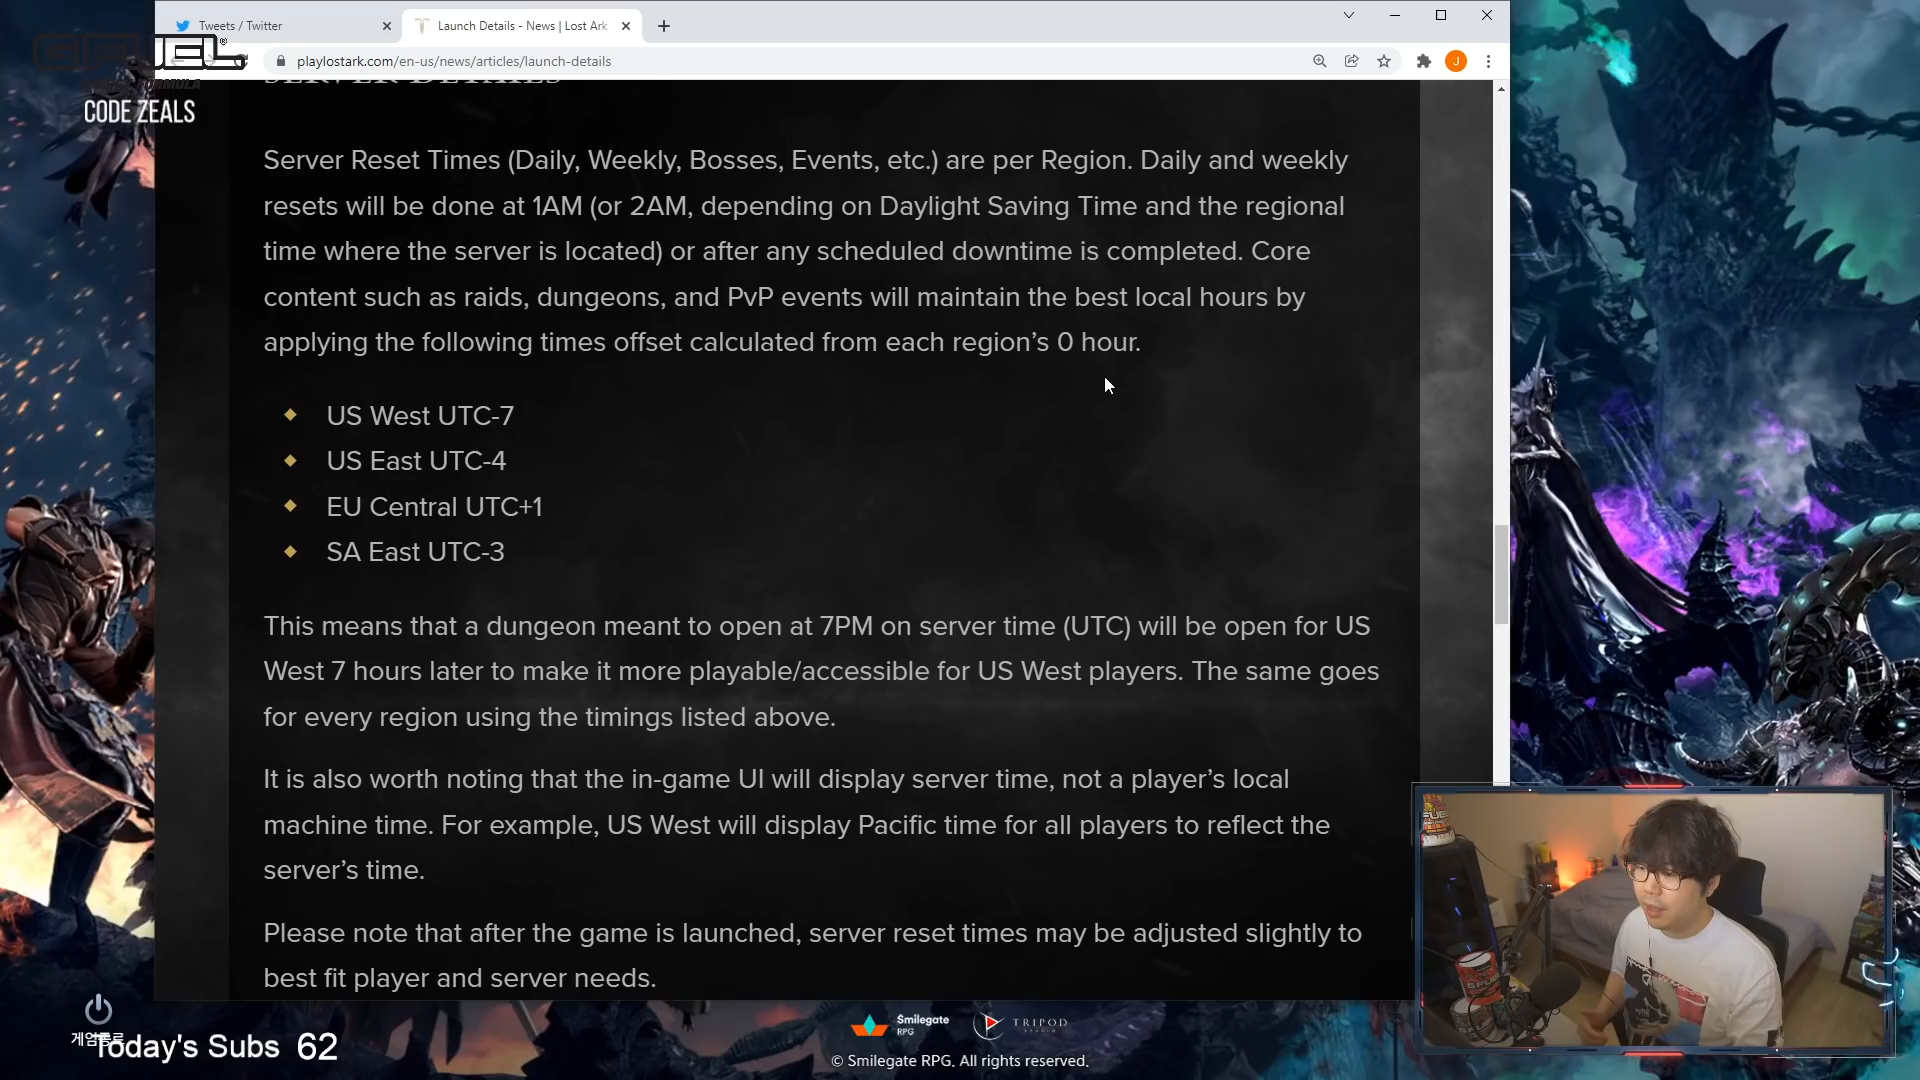 Tweets / Twitter
Launch Details - News | Lost Ark
playlostark.com/en-us/news/articles/launch-details
CODE ZEALS
SERVER DETAILS
Server Reset Times (Daily, Weekly, Bosses, Events, etc.) are per Region. Daily and weekly
resets will be done at 1AM (or 2AM, depending on Daylight Saving Time and the regional
time where the server is located) or after any scheduled downtime is completed. Core
content such as raids, dungeons, and PvP events will maintain the best local hours by
applying the following times offset calculated from each region’s 0 hour.
US West UTC-7
US East UTC-4
EU Central UTC+1
SA East UTC-3
This means that a dungeon meant to open at 7PM on server time (UTC) will be open for US
West 7 hours later to make it more playable/accessible for US West players. The same goes
for every region using the timings listed above.
It is also worth noting that the in-game UI will display server time, not a player’s local
machine time. For example, US West will display Pacific time for all players to reflect the
server’s time.
Please note that after the game is launched, server reset times may be adjusted slightly to
best fit player and server needs.
게임종료
Today's Subs 62
Smilegate
RPG
TRIPOD
STUDIO
© Smilegate RPG. All rights reserved.